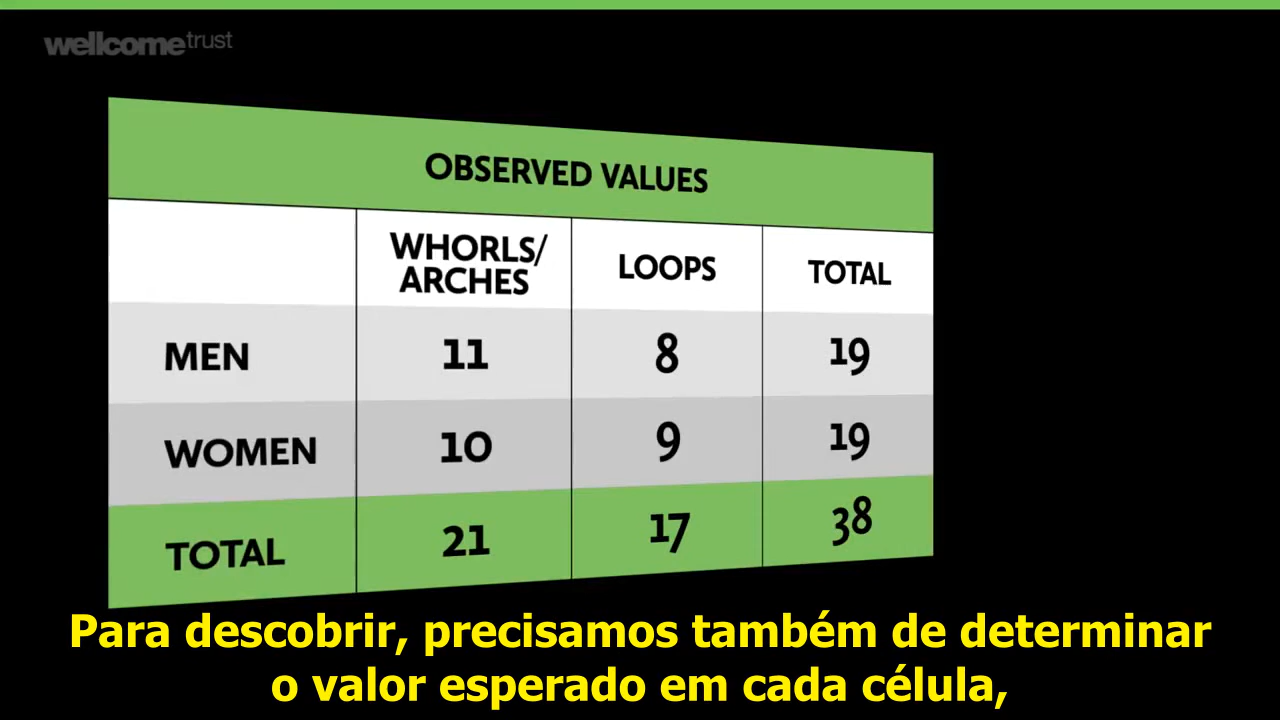 wellcometrust
OBSERVED VALUES
WHORLS/
ARCHES
LOOPS
TOTAL
MEN 11 8 19
WOMEN 10 9 19
TOTAL 21 17 38
Para descobrir, precisamos também de determinar
o valor esperado em cada célula,